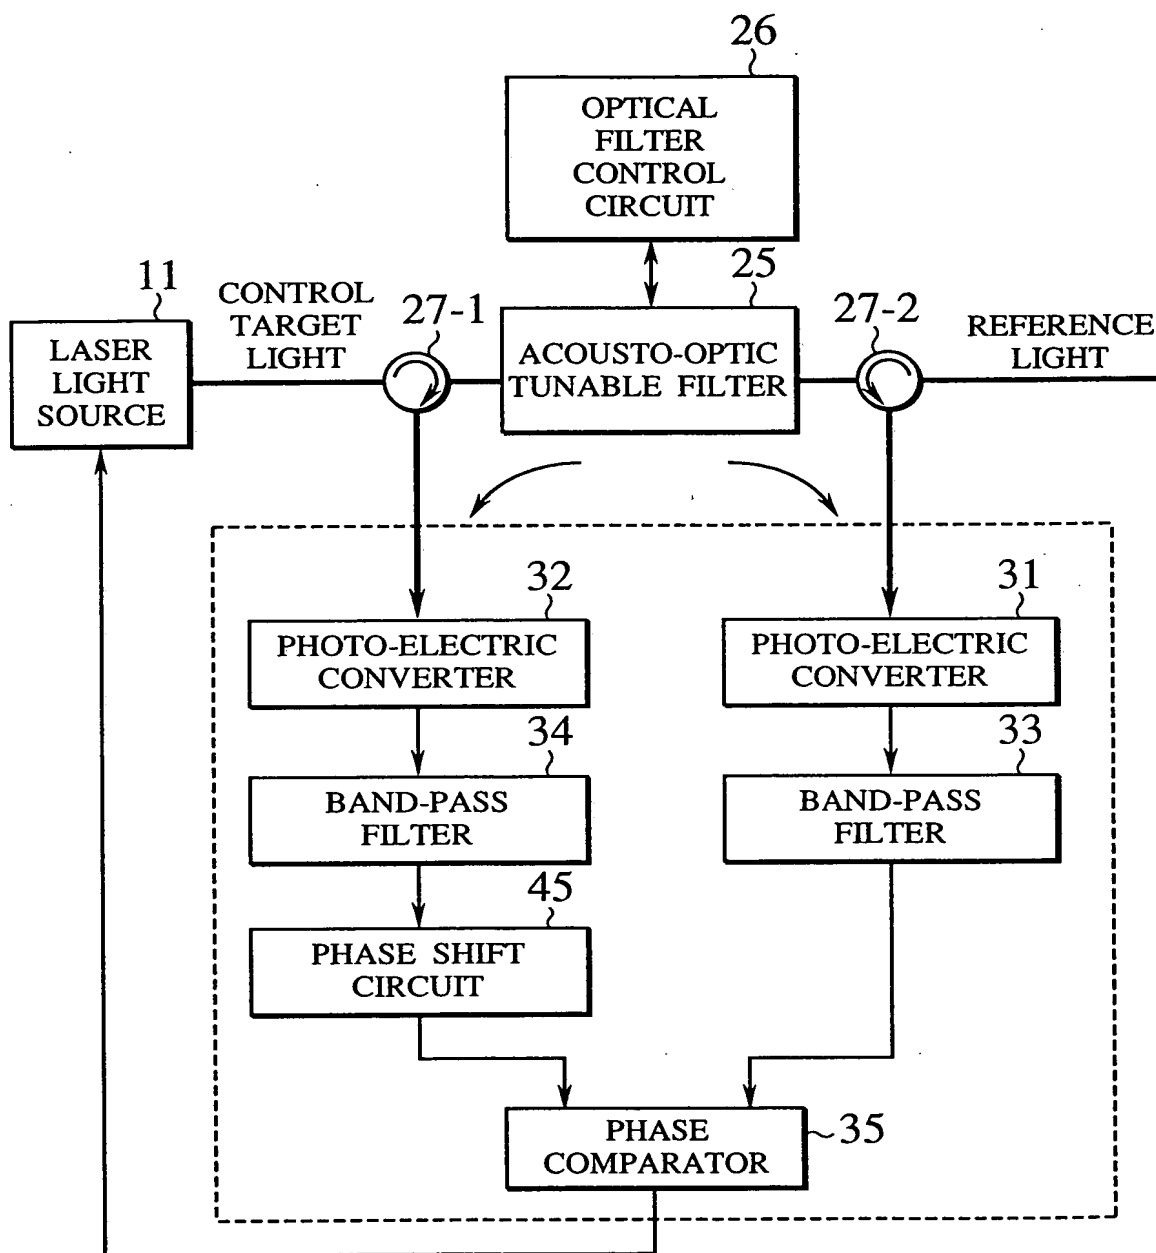 26
OPTICAL
FILTER
CONTROL
CIRCUIT
11
CONTROL
TARGET
LIGHT
27-1
25
27-2
REFERENCE
LIGHT
LASER
LIGHT
SOURCE
ACOUSTO-OPTIC
TUNABLE FILTER
32
PHOTO-ELECTRIC
CONVERTER
31
PHOTO-ELECTRIC
CONVERTER
34
BAND-PASS
FILTER
33
BAND-PASS
FILTER
45
PHASE SHIFT
CIRCUIT
PHASE
COMPARATOR
35